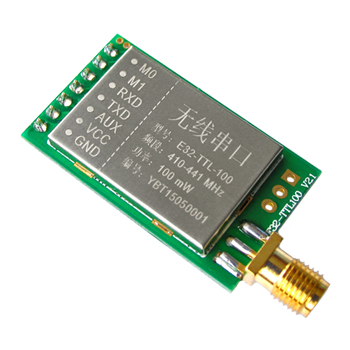 M0
M1
RXD
TXD
AUX
VCC
GND
无线串口
型号: E32-TTL-100
频段: 410-441 MHz
功率: 100 mW
编号: YBT15050001
E32-TTL100 V2.1